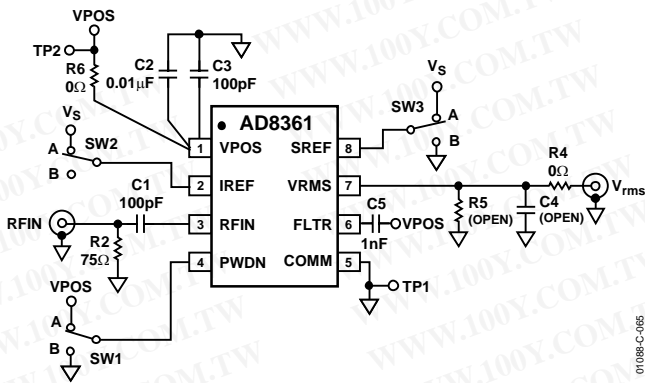 VPOS
TP2
R6
0Ω
C2
0.01μF
C3
100pF
VS
SW2
A
B
VS
SW3
A
B
AD8361
1 VPOS
2 IREF
3 RFIN
4 PWDN
SREF 8
VRMS 7
FLTR 6
COMM 5
C1
100pF
RFIN
R2
75Ω
VPOS
A
B
SW1
C5
1nF
VPOS
TP1
R5
(OPEN)
C4
(OPEN)
R4
0Ω
Vrms
01088-C-065
WWW.100Y.COM.TW